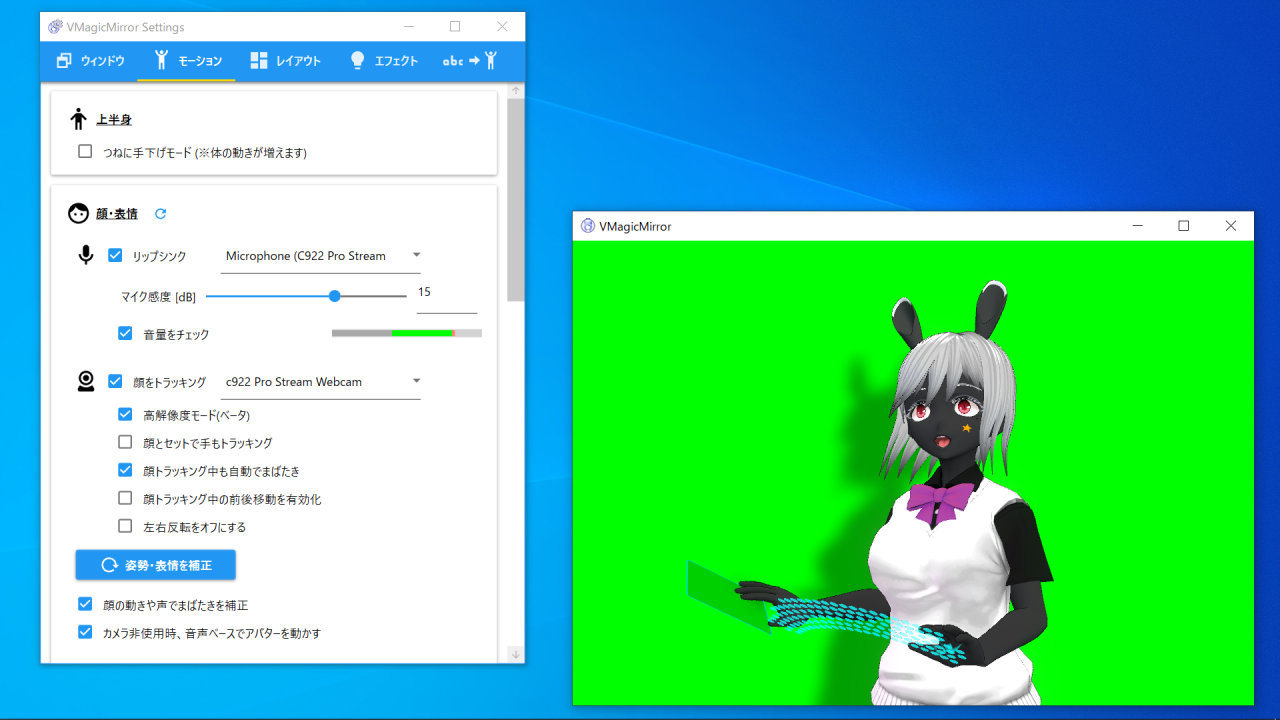 VMagicMirror Settings
ウィンドウ
モーション
レイアウト
エフェクト
abc
上半身
つねに手下げモード (※体の動きが増えます)
顔・表情
リップシンク
Microphone (C922 Pro Stream
マイク感度 [dB]
15
音量をチェック
顔をトラッキング
c922 Pro Stream Webcam
高解像度モード(ベータ)
顔とセットで手もトラッキング
顔トラッキング中も自動でまばたき
顔トラッキング中の前後移動を有効化
左右反転をオフにする
姿勢・表情を補正
顔の動きや声でまばたきを補正
カメラ非使用時、音声ベースでアバターを動かす
VMagicMirror